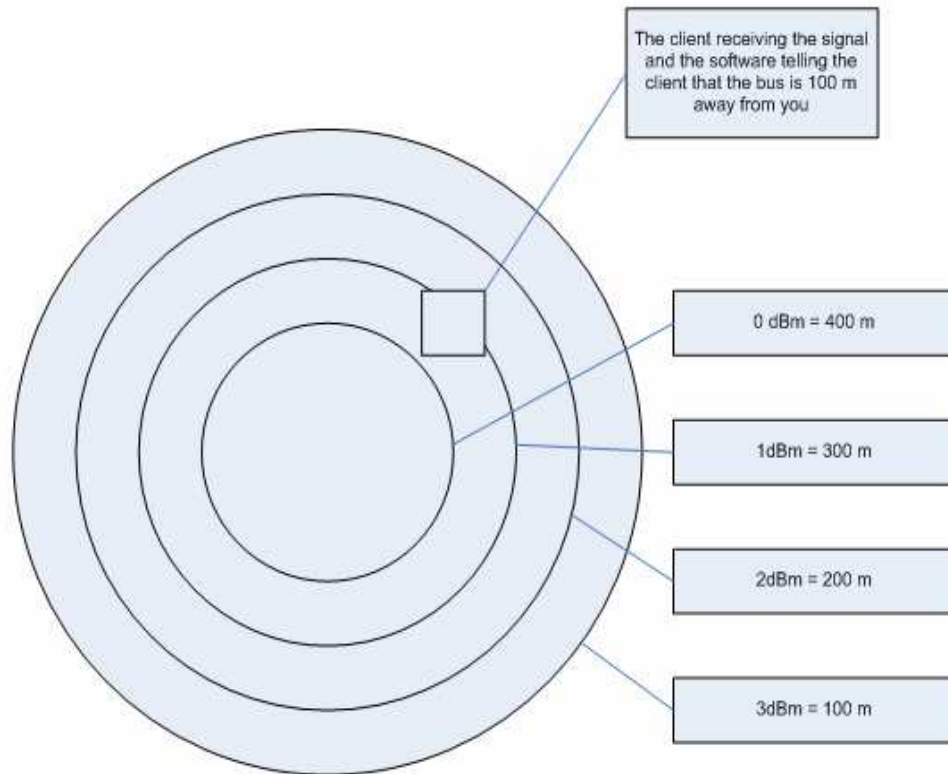 The client receiving the signal
and the software telling the
client that the bus is 100 m
away from you
0 dBm = 400 m
1dBm = 300 m
2dBm = 200 m
3dBm = 100 m